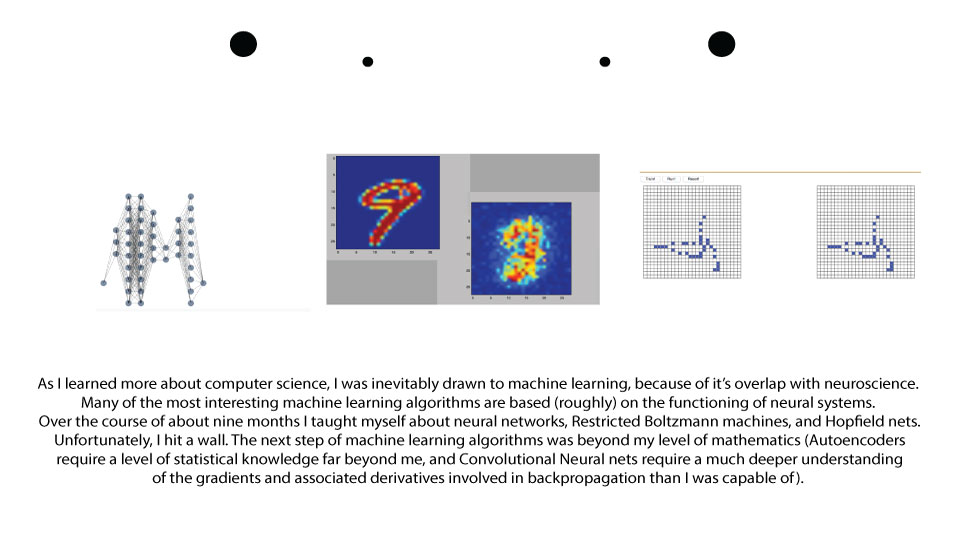 Train! Run! Reset!
As I learned more about computer science, I was inevitably drawn to machine learning, because of it's overlap with neuroscience.
Many of the most interesting machine learning algorithms are based (roughly) on the functioning of neural systems.
Over the course of about nine months I taught myself about neural networks, Restricted Boltzmann machines, and Hopfield nets.
Unfortunately, I hit a wall. The next step of machine learning algorithms was beyond my level of mathematics (Autoencoders
require a level of statistical knowledge far beyond me, and Convolutional Neural nets require a much deeper understanding
of the gradients and associated derivatives involved in backpropagation than I was capable of).